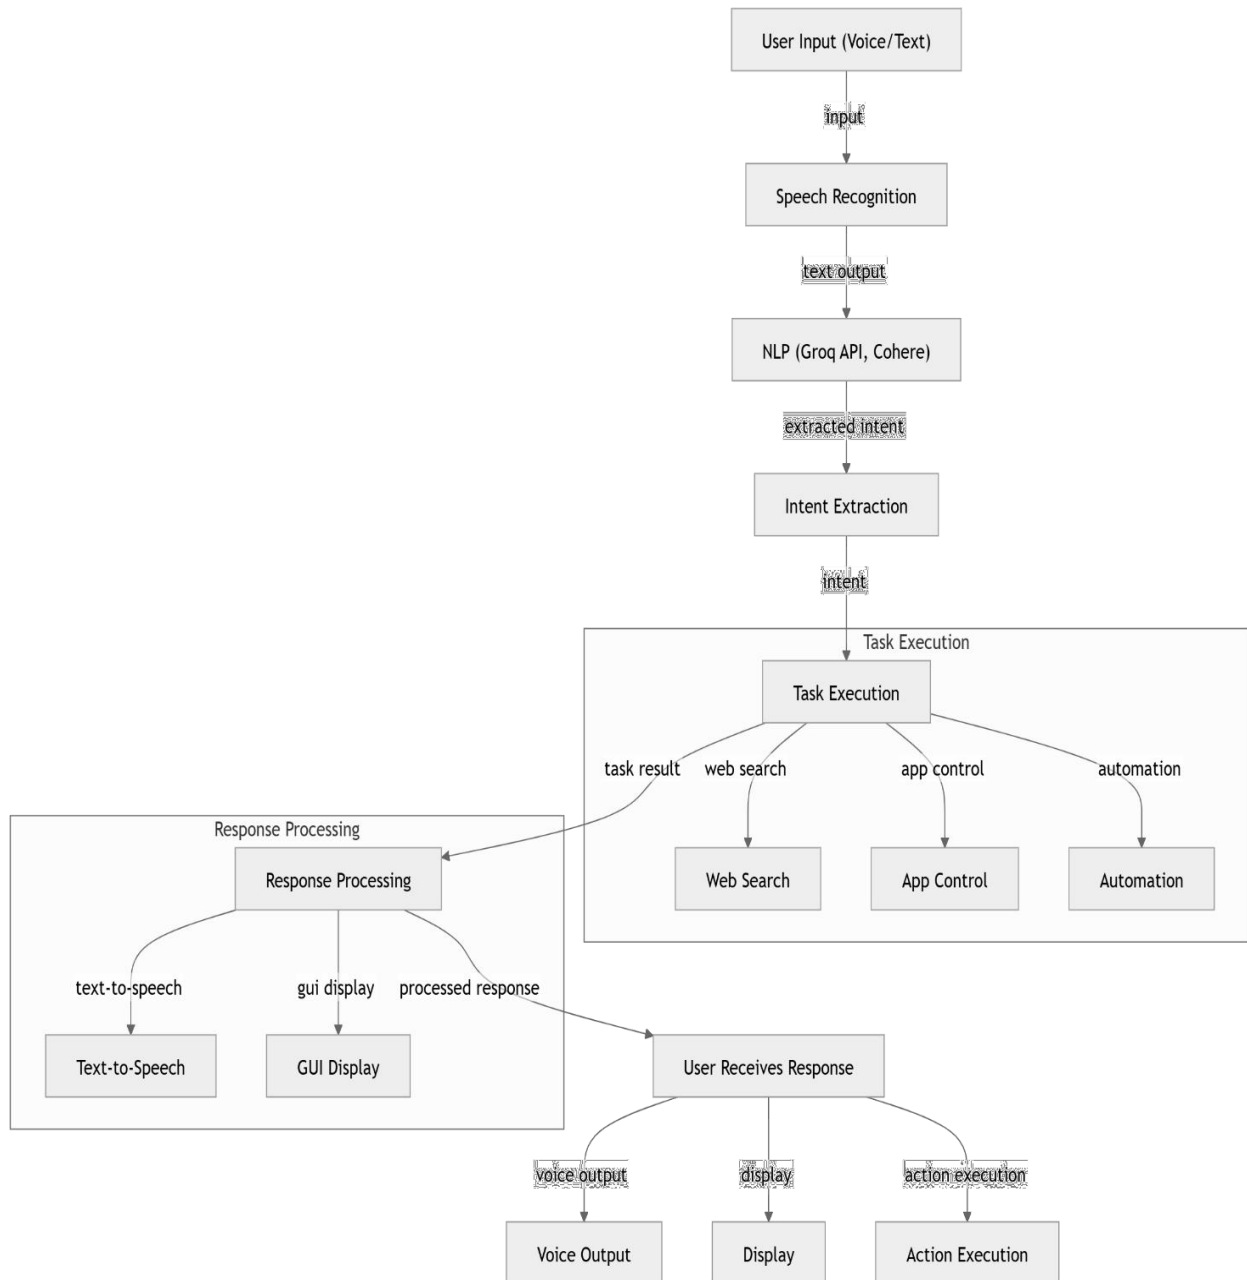 User Input (Voice/Text)
input
Speech Recognition
text output
NLP (Groq API, Cohere)
extracted intent
Intent Extraction
intent
Task Execution
Task Execution
task result
web search
app control
automation
Response Processing
Response Processing
Web Search
App Control
Automation
text-to-speech
gui display
processed response
Text-to-Speech
GUI Display
User Receives Response
voice output
display
action execution
Voice Output
Display
Action Execution